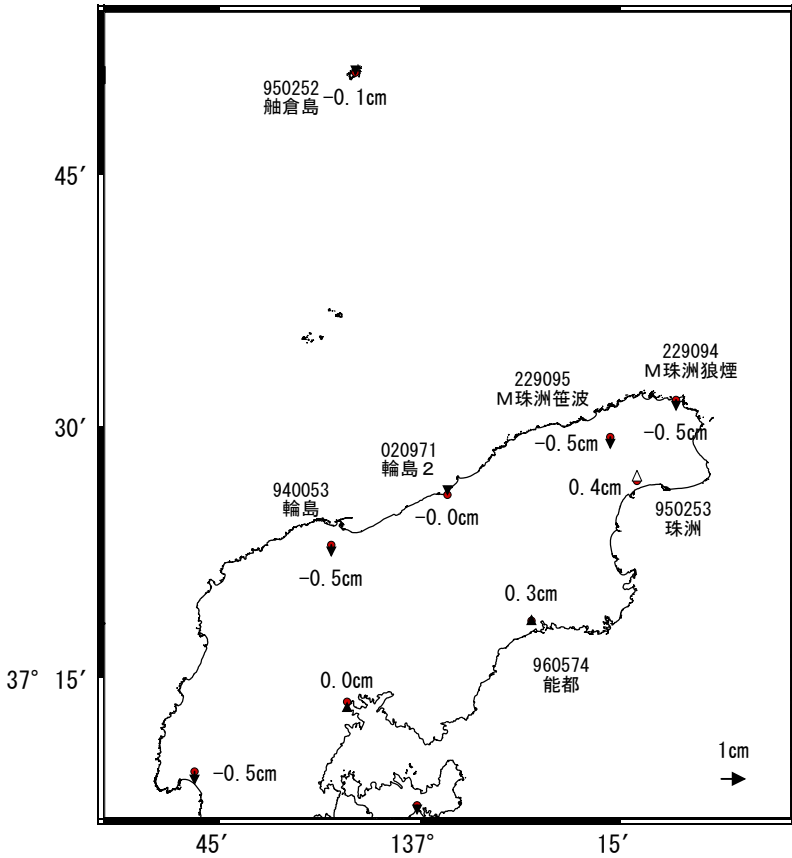 950252
舳倉島
-0.1cm
45′
229094
M珠洲狼煙
229095
M珠洲笹波
30′
-0.5cm
-0.5cm
020971
輪島2
0.4cm
940053
輪島
-0.0cm
950253
珠洲
-0.5cm
0.3cm
960574
能都
37° 15′
0.0cm
-0.5cm
1cm
45′
137°
15′